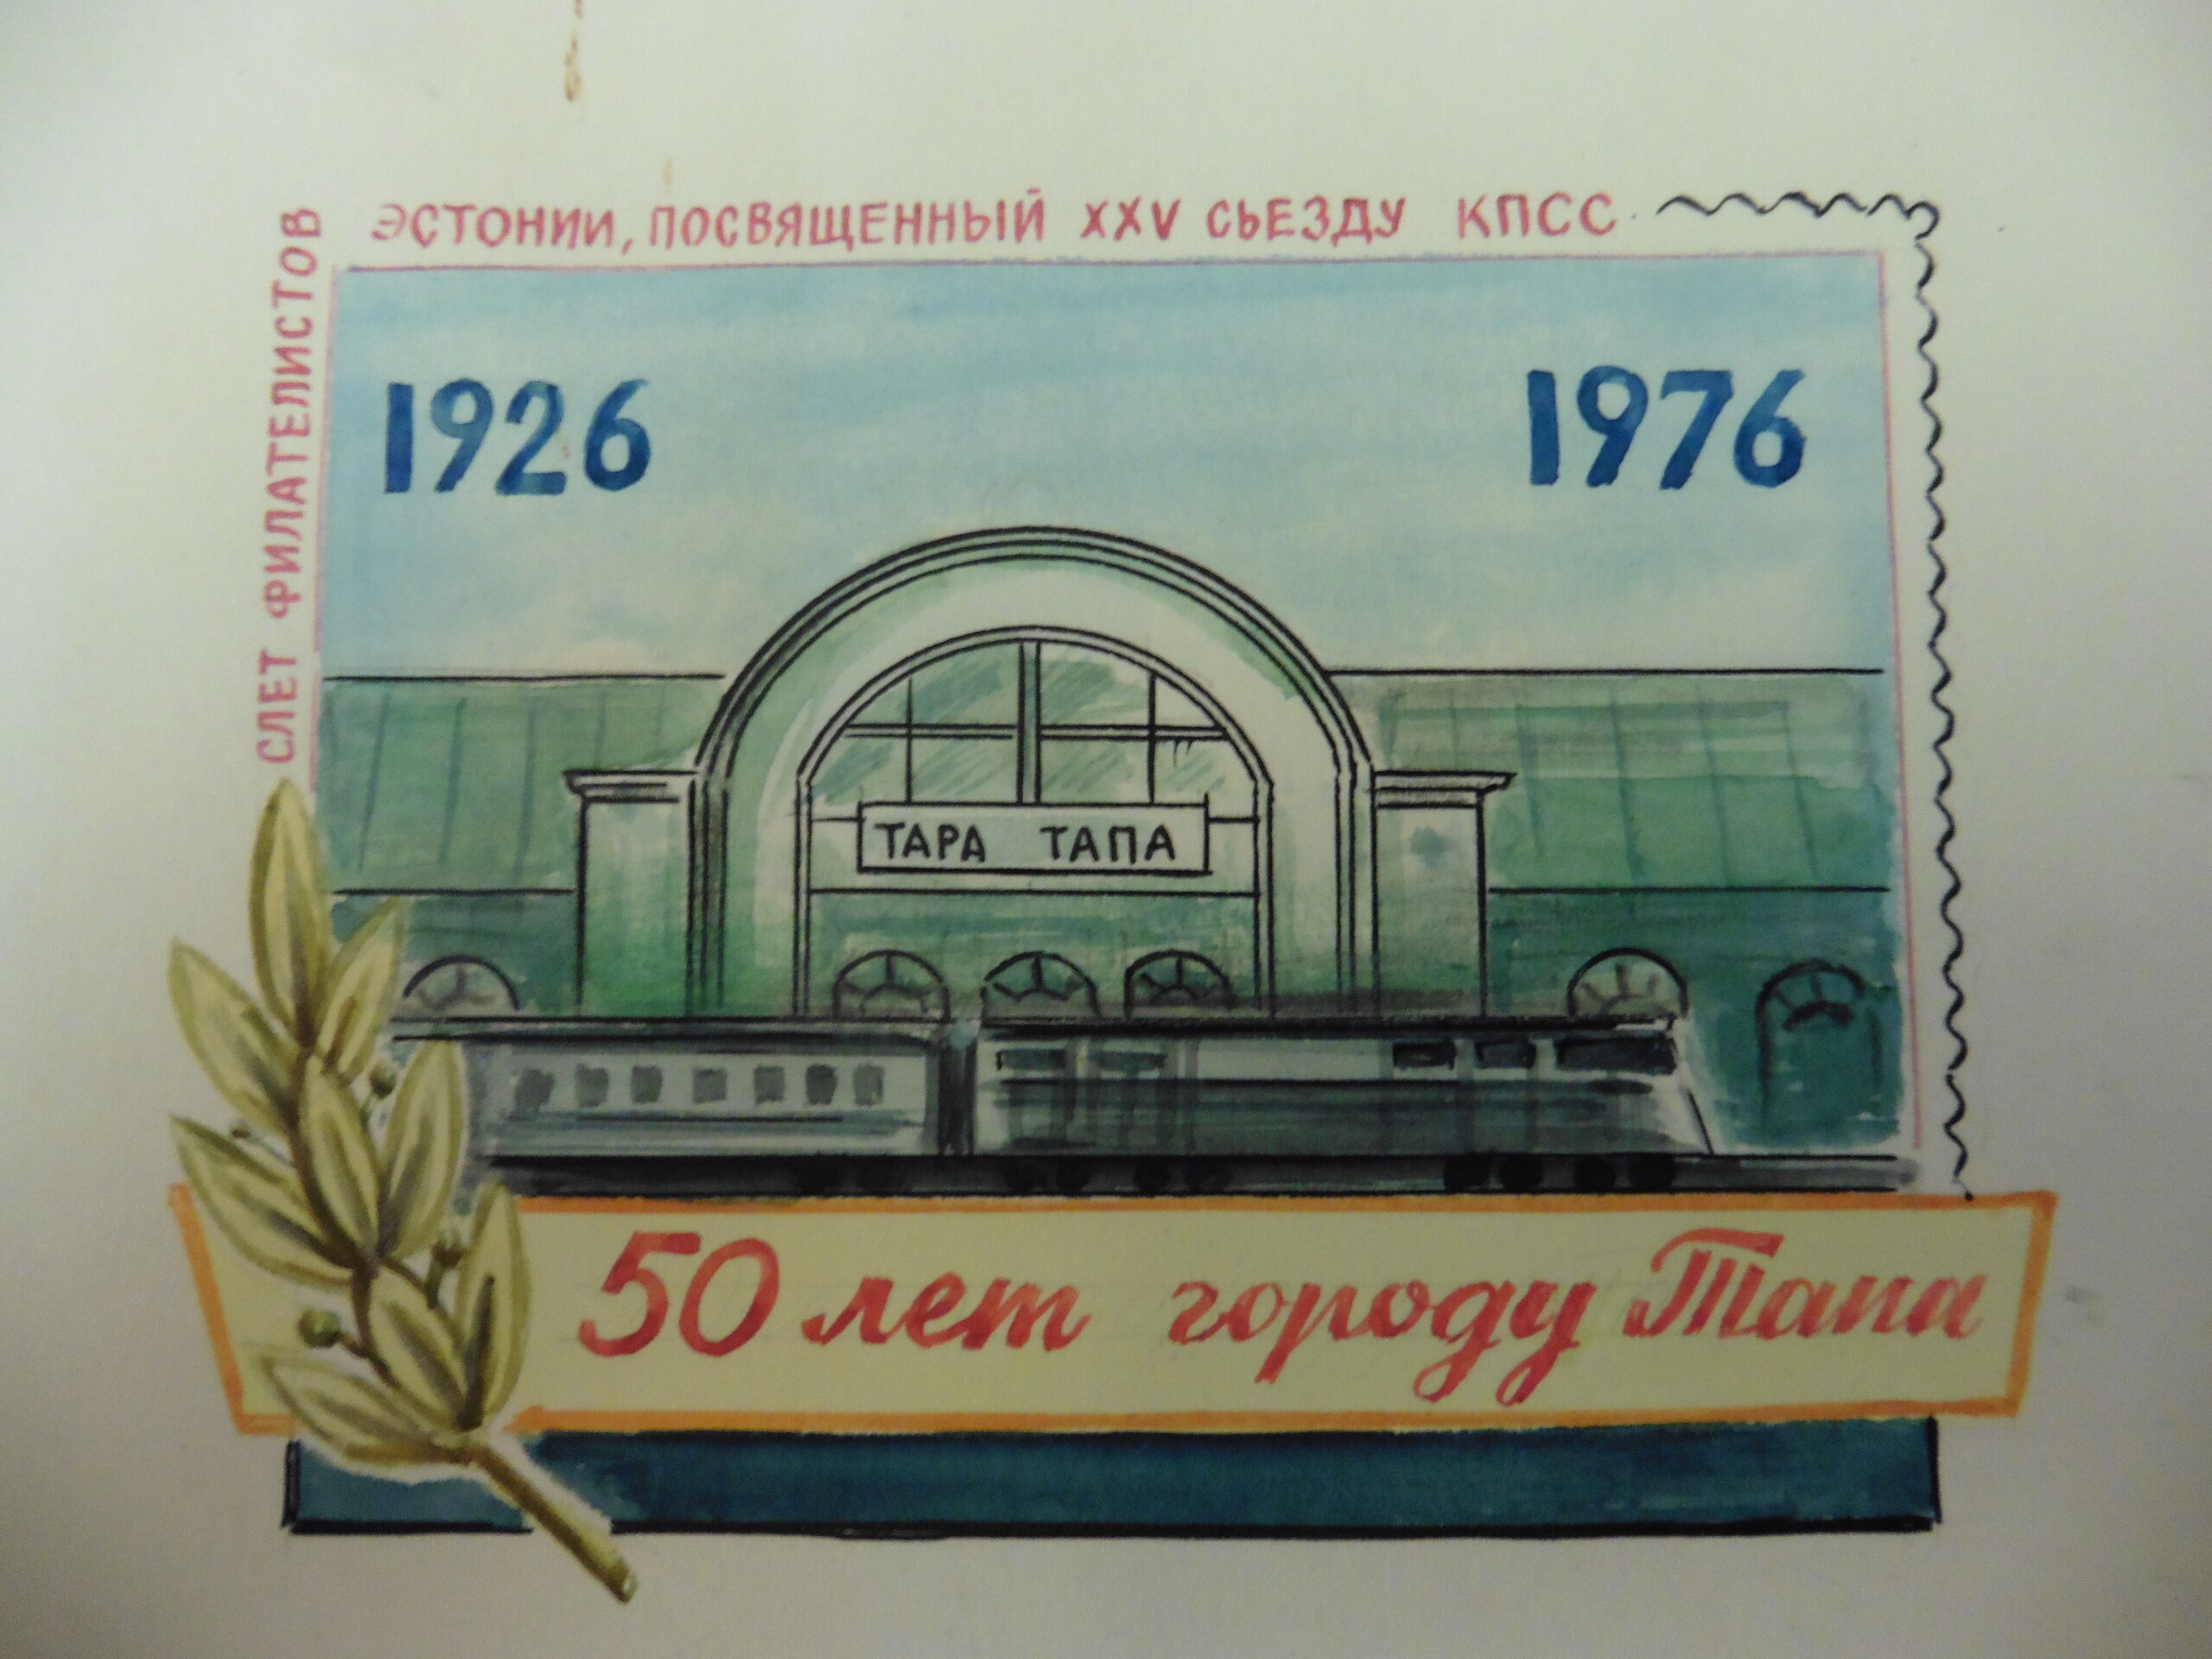 СЛЕТ ФИЛАТЕЛИСТОВ
ЭСТОНИИ, ПОСВЯЩЕННЫЙ XXV СЬЕЗДУ КПСС
1926
1976
TAPA ТАПА
50 лет городу Тапа